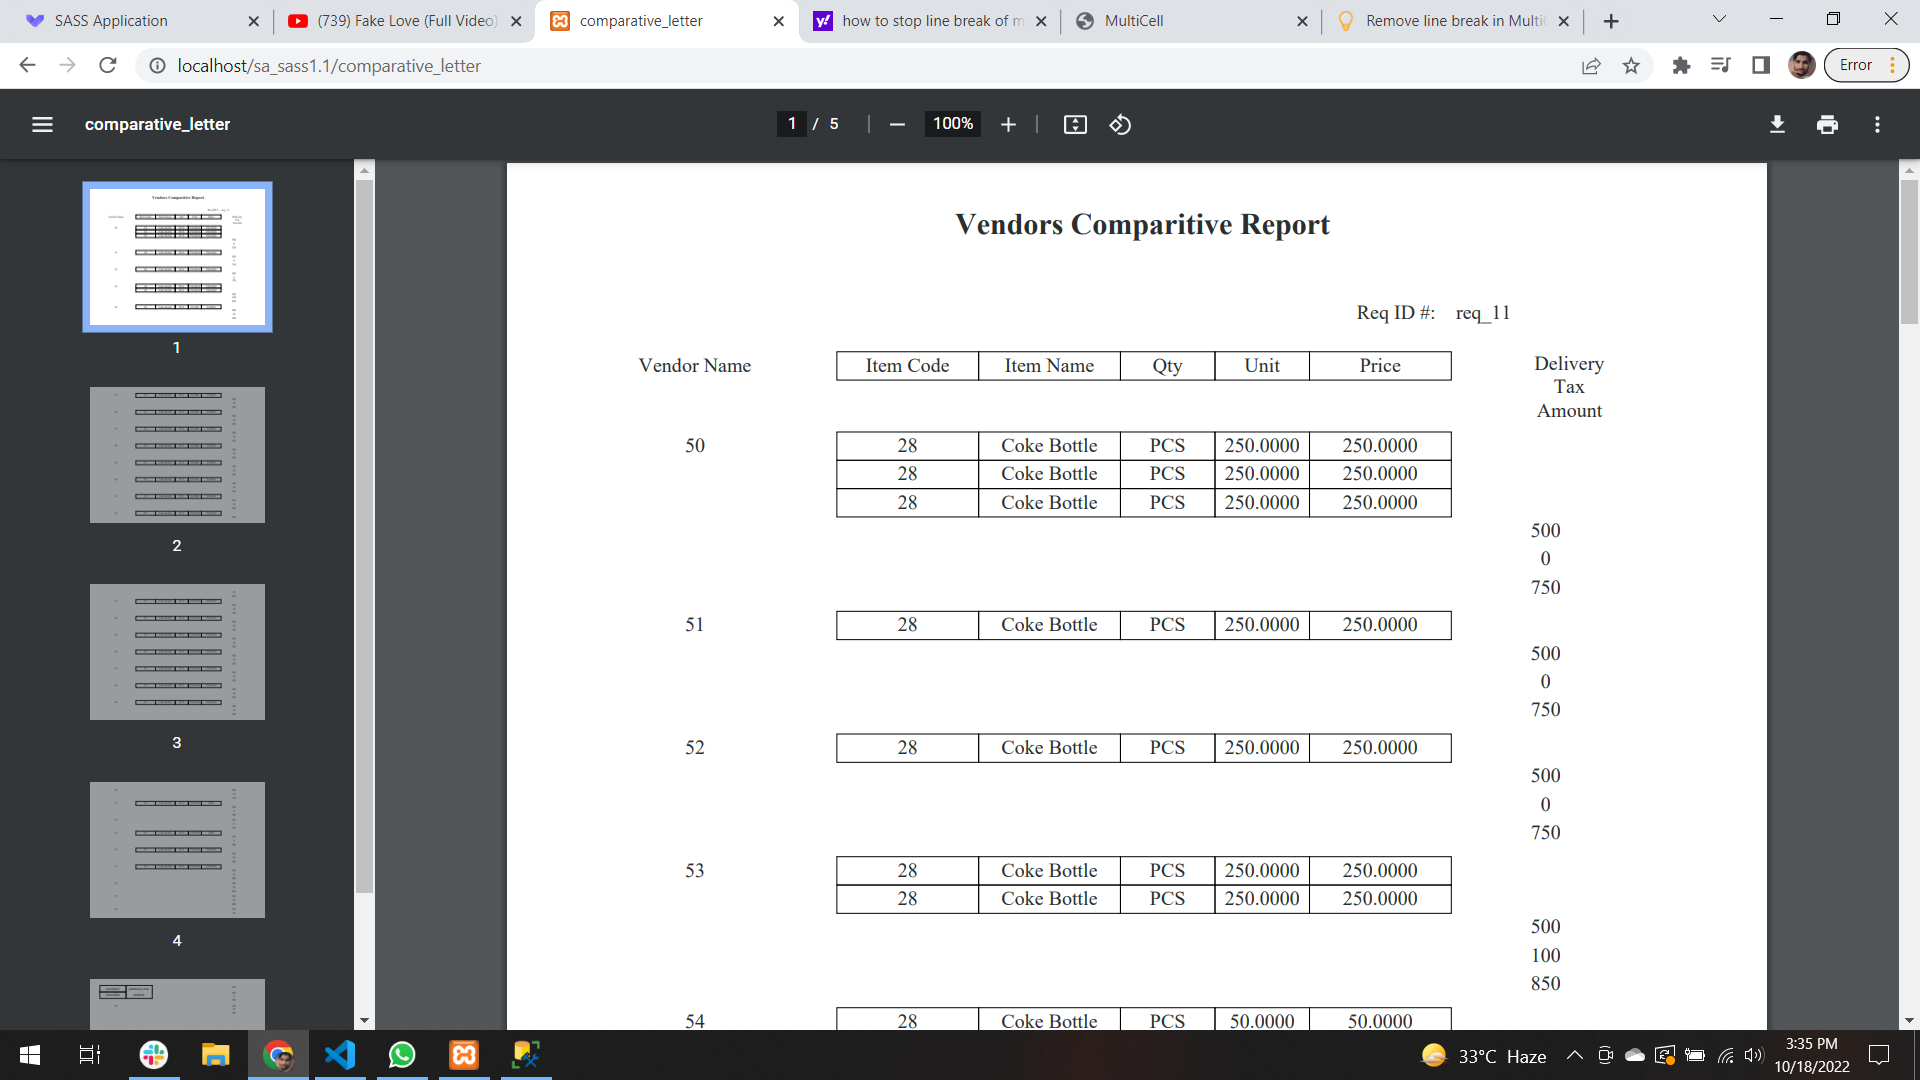 SASS Application
(739) Fake Love (Full Video)
comparative_letter
how to stop line break of m
MultiCell
Remove line break in MultiC
localhost/sa_sass1.1/comparative_letter
Error
comparative_letter
1 / 5
100%
1
2
3
4
Vendors Comparitive Report
Req ID #: req_11
Vendor Name Item Code Item Name Qty Unit Price Delivery
Tax
Amount
50 28 Coke Bottle PCS 250.0000 250.0000
28 Coke Bottle PCS 250.0000 250.0000
28 Coke Bottle PCS 250.0000 250.0000
500
0
750
51 28 Coke Bottle PCS 250.0000 250.0000
500
0
750
52 28 Coke Bottle PCS 250.0000 250.0000
500
0
750
53 28 Coke Bottle PCS 250.0000 250.0000
28 Coke Bottle PCS 250.0000 250.0000
500
100
850
54 28 Coke Bottle PCS 50.0000 50.0000
33°C Haze
3:35 PM
10/18/2022